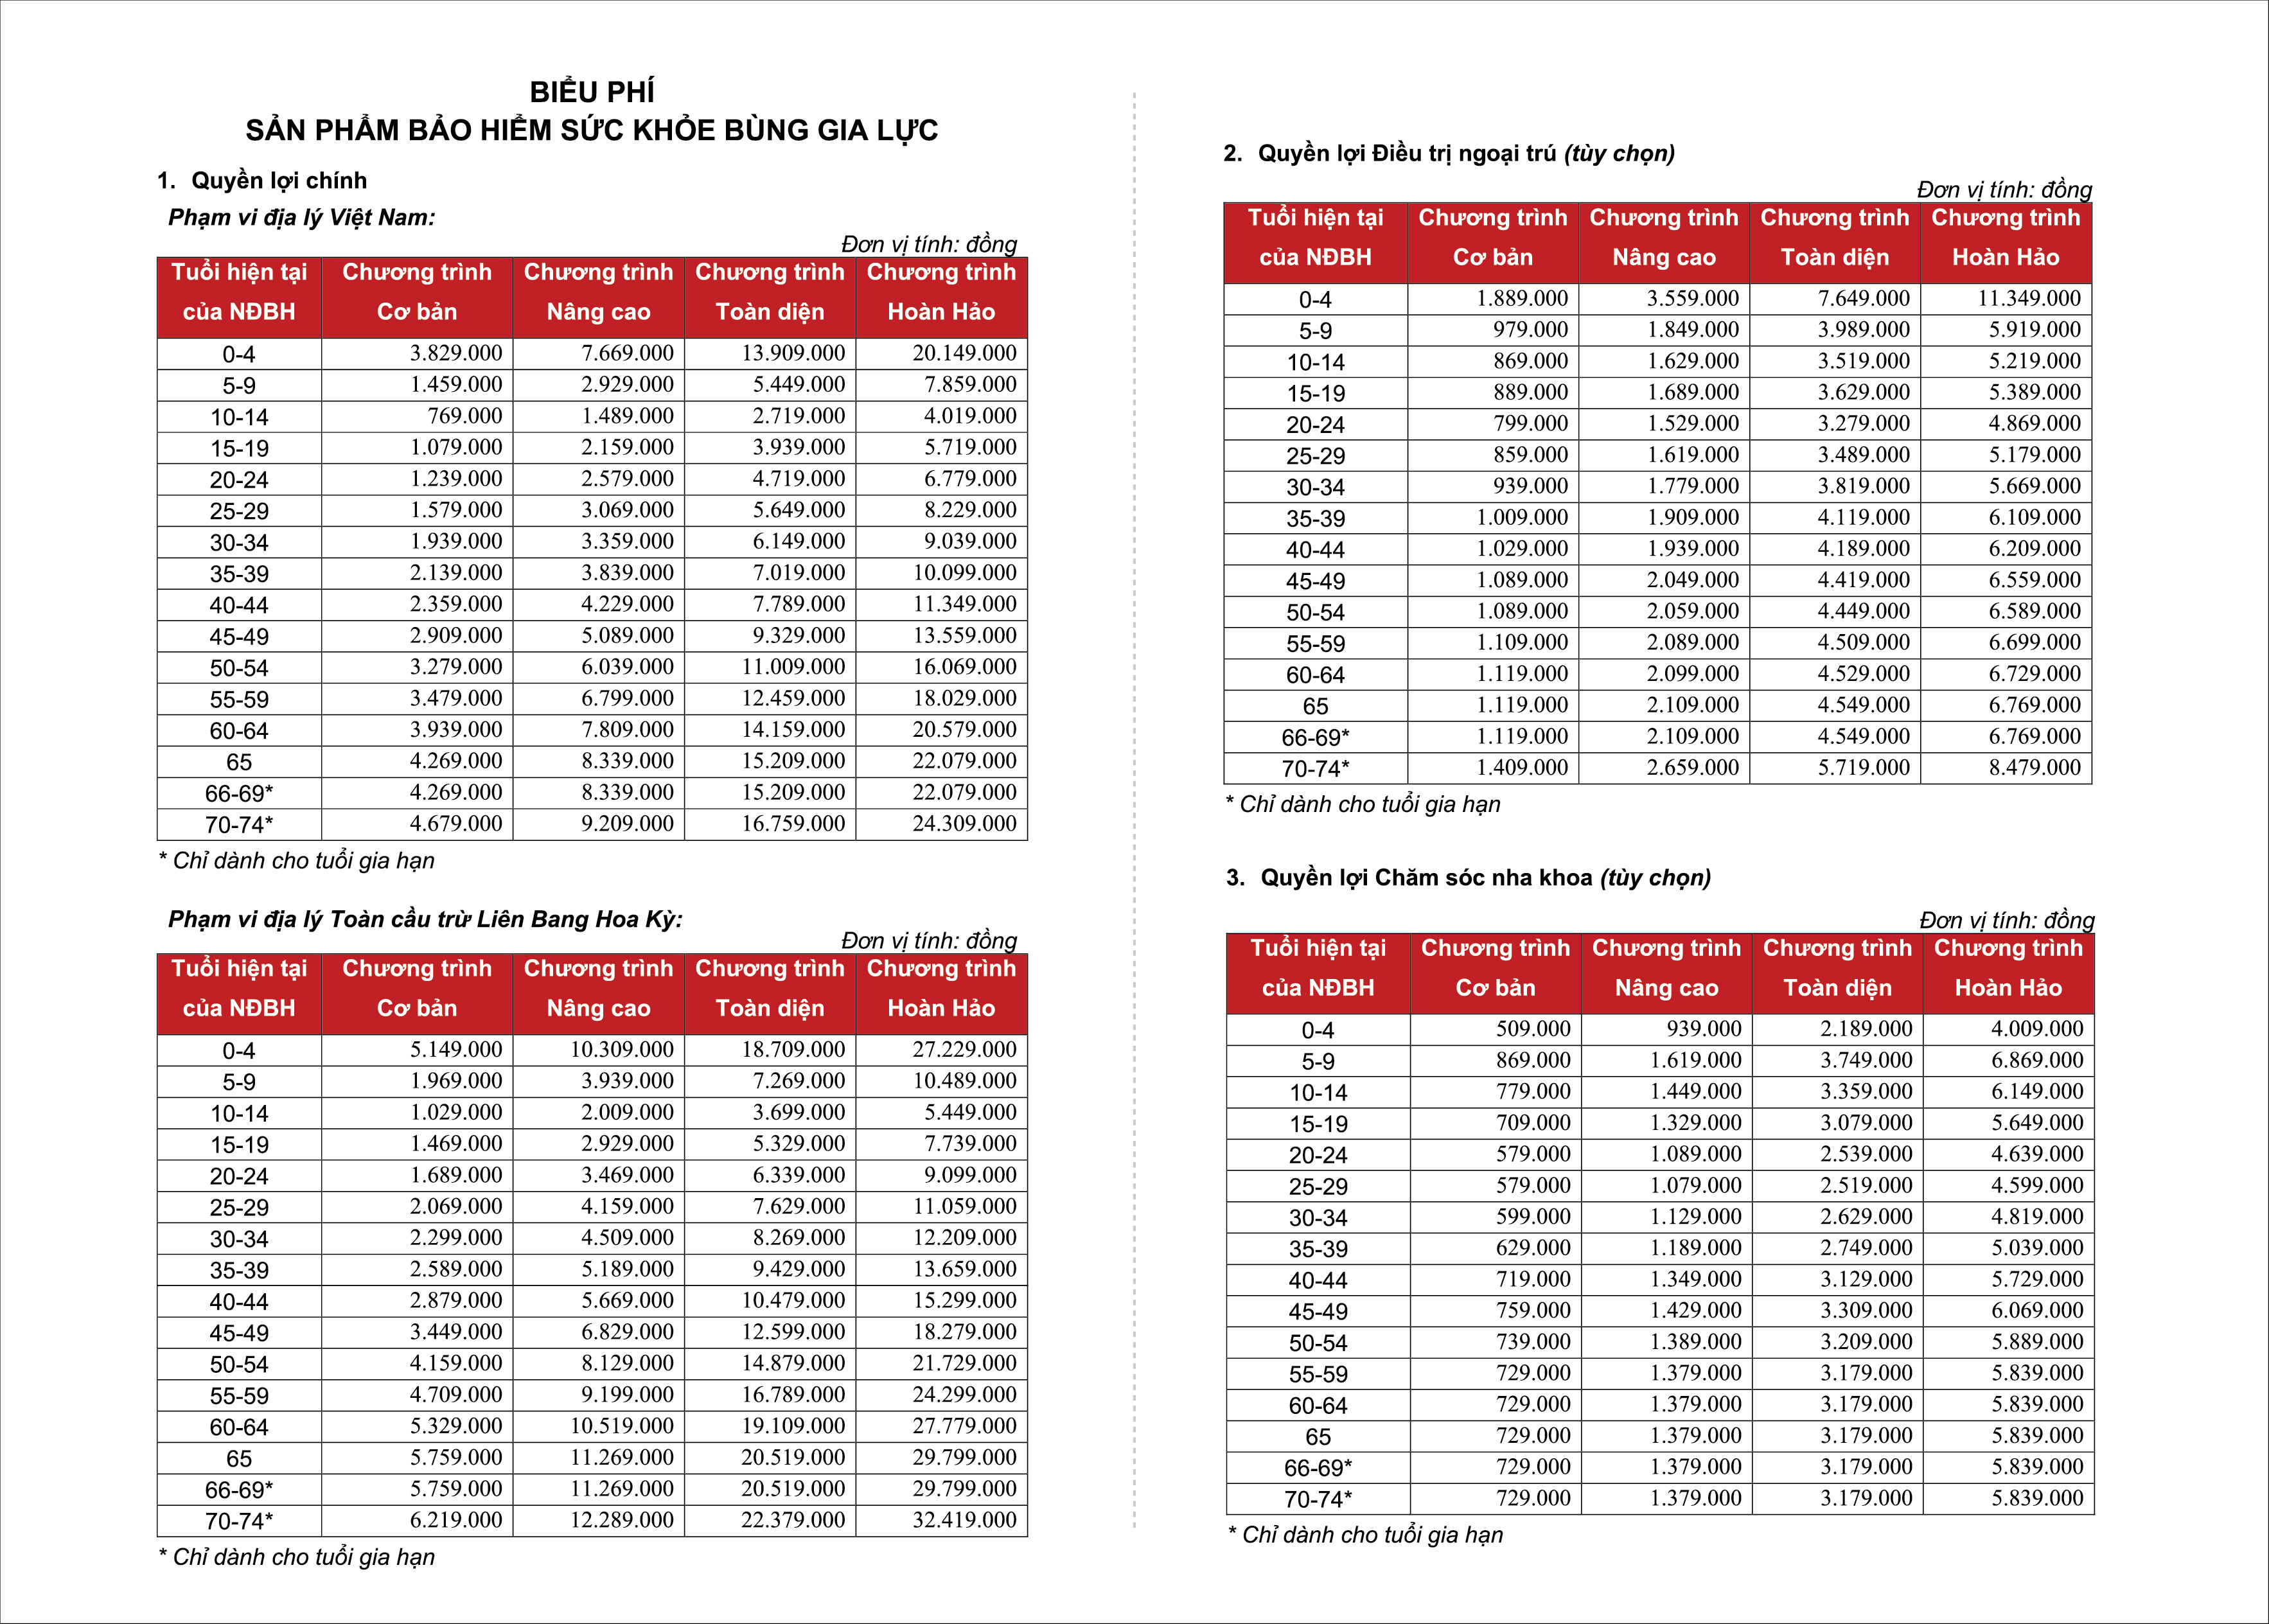 BIỂU PHÍ
SẢN PHẨM BẢO HIỂM SỨC KHỎE BÙNG GIA LỰC
1. Quyền lợi chính
Phạm vi địa lý Việt Nam:
Đơn vị tính: đồng
Tuổi hiện tại Chương trình Chương trình Chương trình Chương trình
của NĐBH Cơ bản Nâng cao Toàn diện Hoàn Hảo
0-4 3.829.000 7.669.000 13.909.000 20.149.000
5-9 1.459.000 2.929.000 5.449.000 7.859.000
10-14 769.000 1.489.000 2.719.000 4.019.000
15-19 1.079.000 2.159.000 3.939.000 5.719.000
20-24 1.239.000 2.579.000 4.719.000 6.779.000
25-29 1.579.000 3.069.000 5.649.000 8.229.000
30-34 1.939.000 3.359.000 6.149.000 9.039.000
35-39 2.139.000 3.839.000 7.019.000 10.099.000
40-44 2.359.000 4.229.000 7.789.000 11.349.000
45-49 2.909.000 5.089.000 9.329.000 13.559.000
50-54 3.279.000 6.039.000 11.009.000 16.069.000
55-59 3.479.000 6.799.000 12.459.000 18.029.000
60-64 3.939.000 7.809.000 14.159.000 20.579.000
65 4.269.000 8.339.000 15.209.000 22.079.000
66-69* 4.269.000 8.339.000 15.209.000 22.079.000
70-74* 4.679.000 9.209.000 16.759.000 24.309.000
* Chỉ dành cho tuổi gia hạn
Phạm vi địa lý Toàn cầu trừ Liên Bang Hoa Kỳ:
Đơn vị tính: đồng
Tuổi hiện tại Chương trình Chương trình Chương trình Chương trình
của NĐBH Cơ bản Nâng cao Toàn diện Hoàn Hảo
0-4 5.149.000 10.309.000 18.709.000 27.229.000
5-9 1.969.000 3.939.000 7.269.000 10.489.000
10-14 1.029.000 2.009.000 3.699.000 5.449.000
15-19 1.469.000 2.929.000 5.329.000 7.739.000
20-24 1.689.000 3.469.000 6.339.000 9.099.000
25-29 2.069.000 4.159.000 7.629.000 11.059.000
30-34 2.299.000 4.509.000 8.269.000 12.209.000
35-39 2.589.000 5.189.000 9.429.000 13.659.000
40-44 2.879.000 5.669.000 10.479.000 15.299.000
45-49 3.449.000 6.829.000 12.599.000 18.279.000
50-54 4.159.000 8.129.000 14.879.000 21.729.000
55-59 4.709.000 9.199.000 16.789.000 24.299.000
60-64 5.329.000 10.519.000 19.109.000 27.779.000
65 5.759.000 11.269.000 20.519.000 29.799.000
66-69* 5.759.000 11.269.000 20.519.000 29.799.000
70-74* 6.219.000 12.289.000 22.379.000 32.419.000
* Chỉ dành cho tuổi gia hạn
2. Quyền lợi Điều trị ngoại trú (tùy chọn)
Đơn vị tính: đồng
Tuổi hiện tại Chương trình Chương trình Chương trình Chương trình
của NĐBH Cơ bản Nâng cao Toàn diện Hoàn Hảo
0-4 1.889.000 3.559.000 7.649.000 11.349.000
5-9 979.000 1.849.000 3.989.000 5.919.000
10-14 869.000 1.629.000 3.519.000 5.219.000
15-19 889.000 1.689.000 3.629.000 5.389.000
20-24 799.000 1.529.000 3.279.000 4.869.000
25-29 859.000 1.619.000 3.489.000 5.179.000
30-34 939.000 1.779.000 3.819.000 5.669.000
35-39 1.009.000 1.909.000 4.119.000 6.109.000
40-44 1.029.000 1.939.000 4.189.000 6.209.000
45-49 1.089.000 2.049.000 4.419.000 6.559.000
50-54 1.089.000 2.059.000 4.449.000 6.589.000
55-59 1.109.000 2.089.000 4.509.000 6.699.000
60-64 1.119.000 2.099.000 4.529.000 6.729.000
65 1.119.000 2.109.000 4.549.000 6.769.000
66-69* 1.119.000 2.109.000 4.549.000 6.769.000
70-74* 1.409.000 2.659.000 5.719.000 8.479.000
* Chỉ dành cho tuổi gia hạn
3. Quyền lợi Chăm sóc nha khoa (tùy chọn)
Đơn vị tính: đồng
Tuổi hiện tại Chương trình Chương trình Chương trình Chương trình
của NĐBH Cơ bản Nâng cao Toàn diện Hoàn Hảo
0-4 509.000 939.000 2.189.000 4.009.000
5-9 869.000 1.619.000 3.749.000 6.869.000
10-14 779.000 1.449.000 3.359.000 6.149.000
15-19 709.000 1.329.000 3.079.000 5.649.000
20-24 579.000 1.089.000 2.539.000 4.639.000
25-29 579.000 1.079.000 2.519.000 4.599.000
30-34 599.000 1.129.000 2.629.000 4.819.000
35-39 629.000 1.189.000 2.749.000 5.039.000
40-44 719.000 1.349.000 3.129.000 5.729.000
45-49 759.000 1.429.000 3.309.000 6.069.000
50-54 739.000 1.389.000 3.209.000 5.889.000
55-59 729.000 1.379.000 3.179.000 5.839.000
60-64 729.000 1.379.000 3.179.000 5.839.000
65 729.000 1.379.000 3.179.000 5.839.000
66-69* 729.000 1.379.000 3.179.000 5.839.000
70-74* 729.000 1.379.000 3.179.000 5.839.000
* Chỉ dành cho tuổi gia hạn